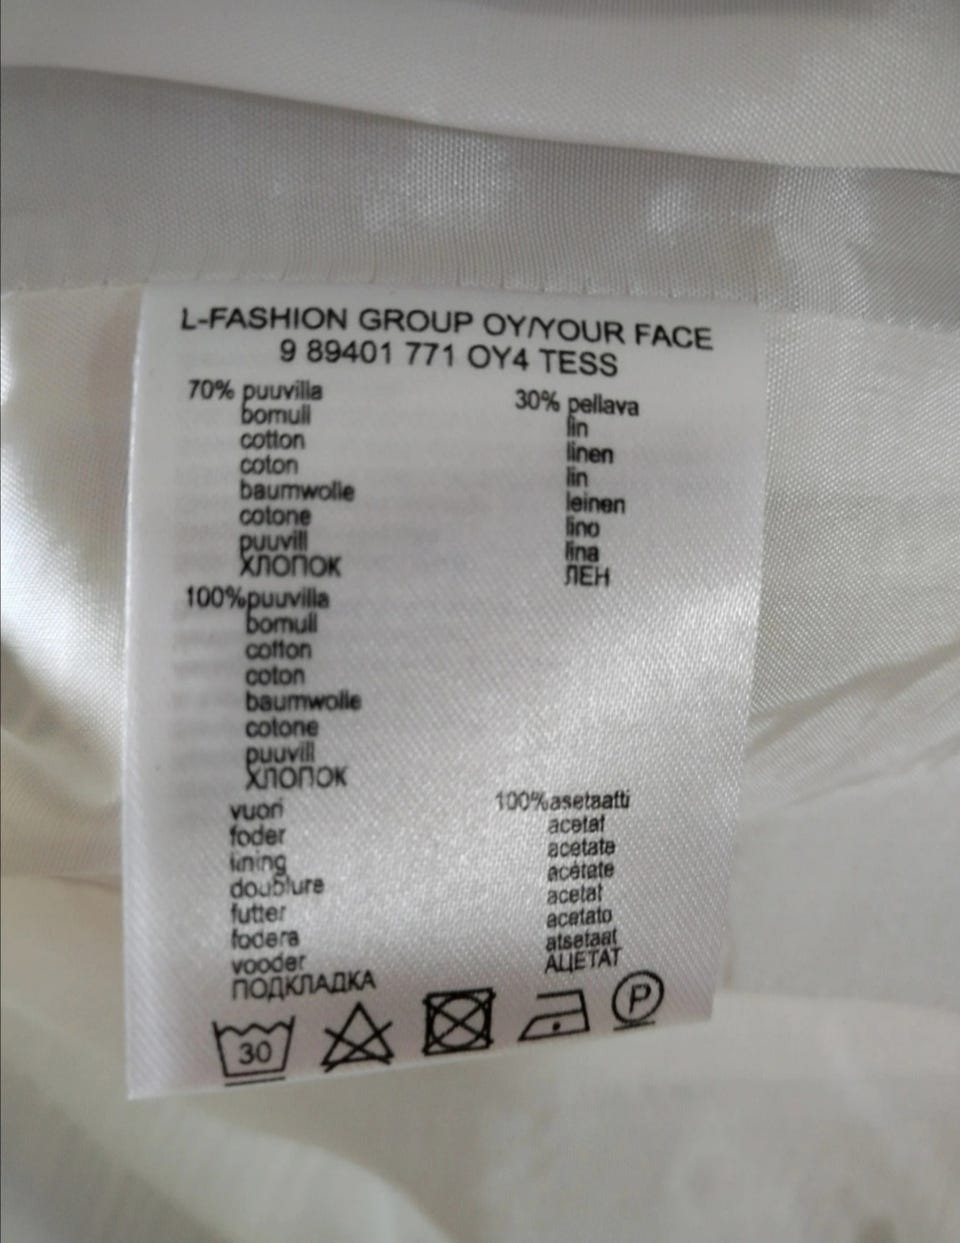 L-FASHION GROUP OY/YOUR FACE
9 89401 771 OY4 TESS
70% puuvilla
bomull
cotton
coton
baumwolle
cotone
puuvill
ХЛОПОК
30% pellava
lin
linen
lin
leinen
lino
lina
ЛЕН
100%puuvilla
bomull
cotton
coton
baumwolle
cotone
puuvill
ХЛОПОК
vuori
foder
lining
doublure
futter
fodera
vooder
ПОДКЛАДКА
100%asetaatti
acetat
acetate
acétate
acetat
acetato
atsetaat
АЦЕТАТ
30
P